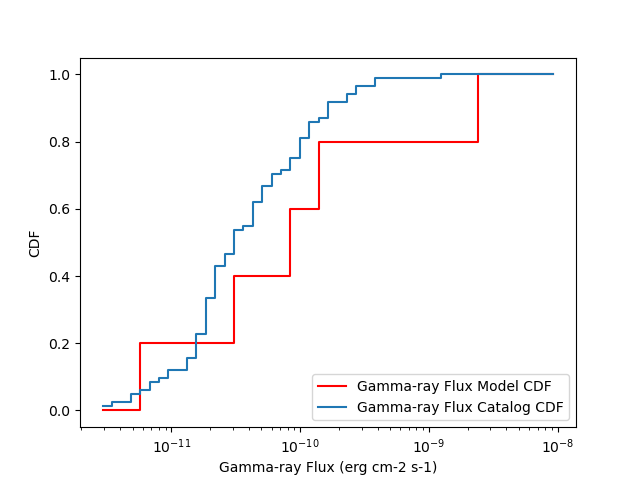 1.0
0.8
0.6
0.4
0.2
0.0
CDF
10⁻¹¹ 10⁻¹⁰ 10⁻⁹ 10⁻⁸
Gamma-ray Flux (erg cm-2 s-1)
Gamma-ray Flux Model CDF
Gamma-ray Flux Catalog CDF